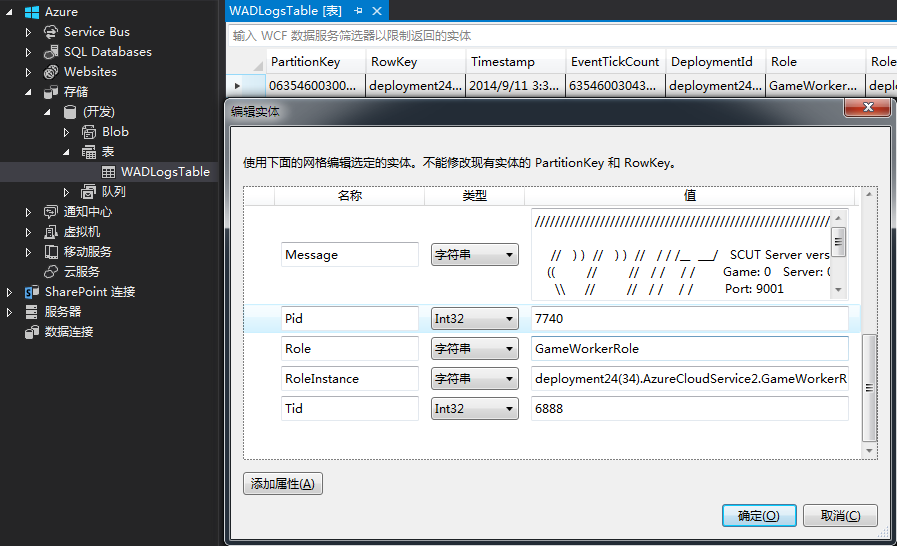 Azure
Service Bus
SQL Databases
Websites
存储
(开发)
Blob
表
WADLogsTable
队列
通知中心
虚拟机
移动服务
云服务
SharePoint 连接
服务器
数据连接
WADLogsTable [表]
输入 WCF 数据服务筛选器以限制返回的实体
PartitionKey RowKey Timestamp EventTickCount DeploymentId Role Role
06354600300... deployment24... 2014/9/11 3:3... 63546003043... deployment24... GameWorker... deplo
编辑实体
使用下面的网格编辑选定的实体。不能修改现有实体的 PartitionKey 和 RowKey。
名称 类型 值
Message 字符串
////////////////////////////////////////////////////////////
// ) ) // ) ) // / / /__ ___/ SCUT Server vers
(( // // / / / / Game: 0 Server: 0
\\ // // / / / / Port: 9001
Pid Int32 7740
Role 字符串 GameWorkerRole
RoleInstance 字符串 deployment24(34).AzureCloudService2.GameWorkerR
Tid Int32 6888
添加属性(A)
确定(O) 取消(C)